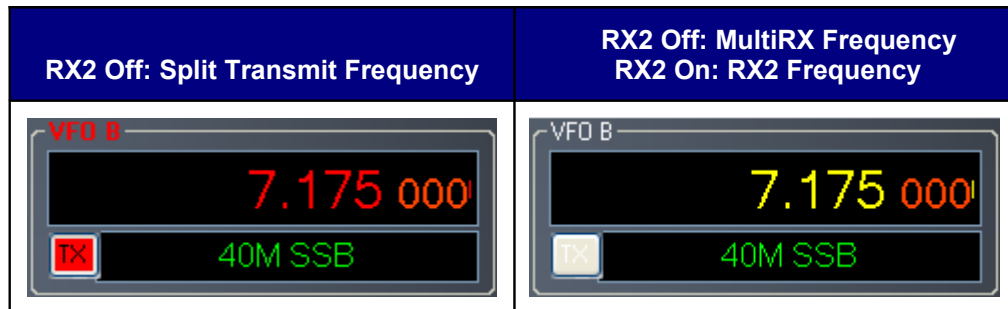 RX2 Off: Split Transmit Frequency
RX2 Off: MultiRX Frequency
RX2 On: RX2 Frequency
VFO B
7.175 000
TX
40M SSB
VFO B
7.175 000
TX
40M SSB